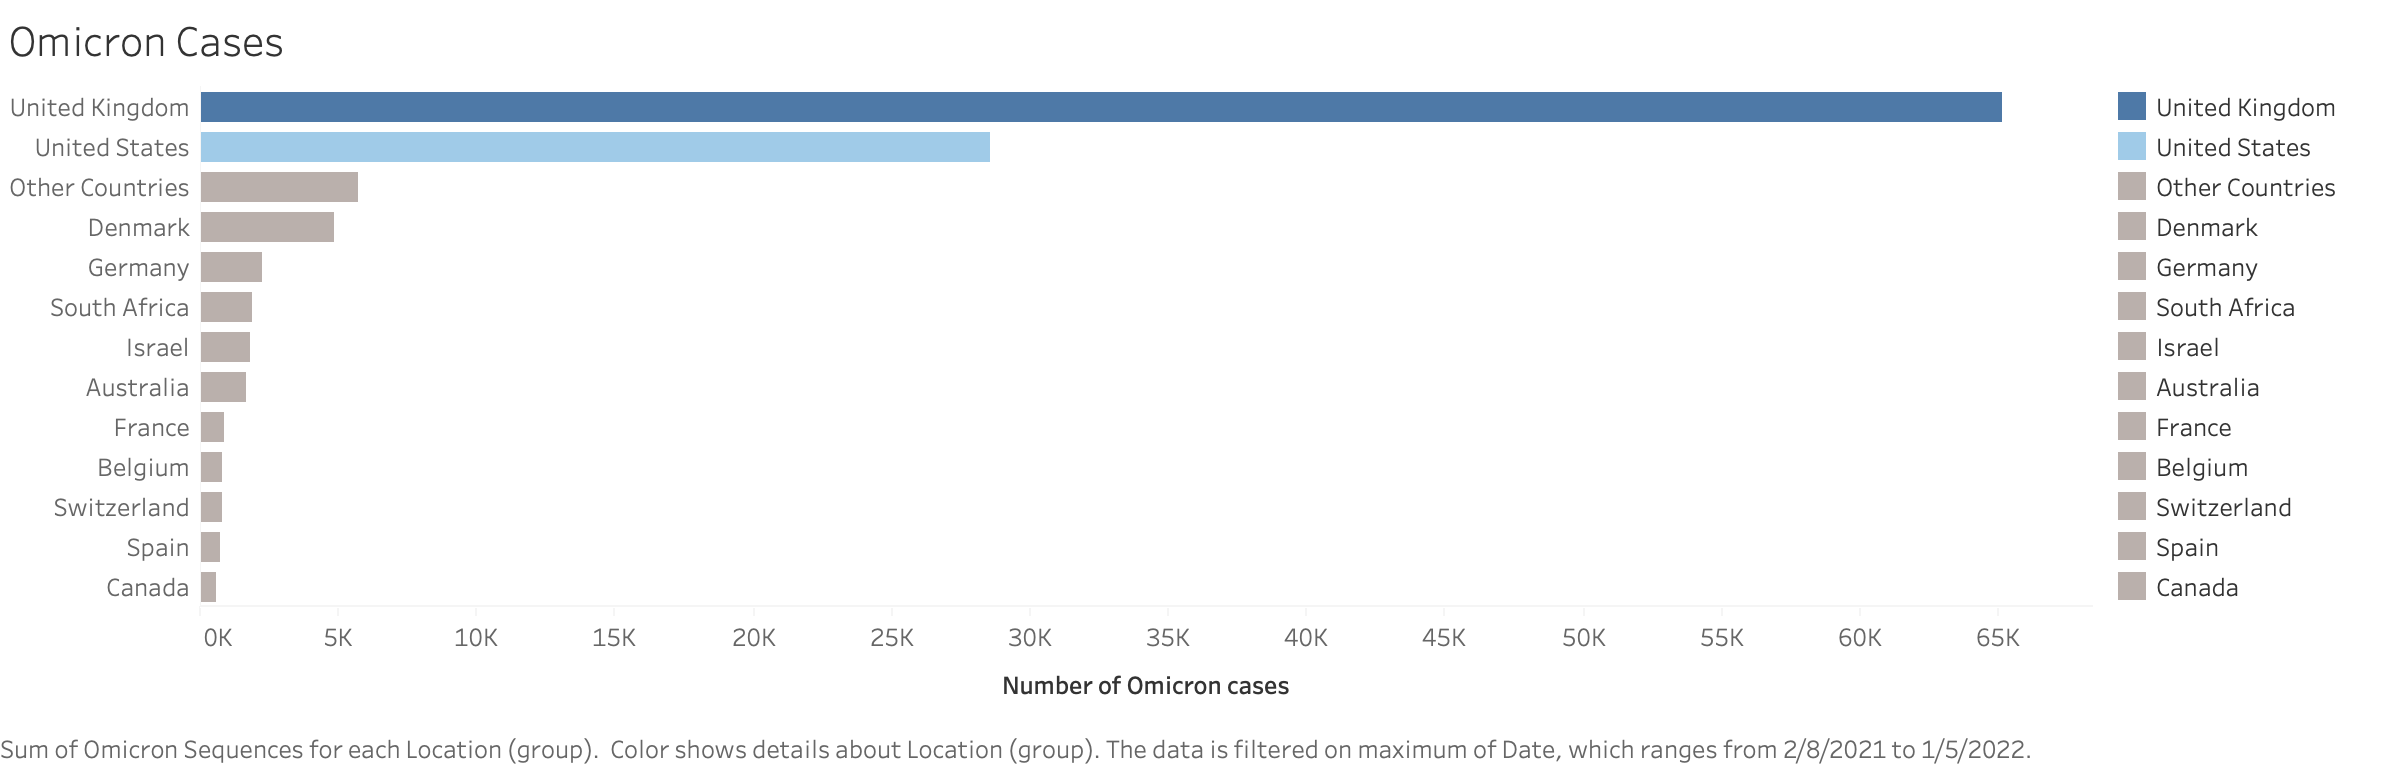 Omicron Cases
United Kingdom
United States
Other Countries
Denmark
Germany
South Africa
Israel
Australia
France
Belgium
Switzerland
Spain
Canada
0K 5K 10K 15K 20K 25K 30K 35K 40K 45K 50K 55K 60K 65K
Number of Omicron cases
United Kingdom
United States
Other Countries
Denmark
Germany
South Africa
Israel
Australia
France
Belgium
Switzerland
Spain
Canada
Sum of Omicron Sequences for each Location (group). Color shows details about Location (group). The data is filtered on maximum of Date, which ranges from 2/8/2021 to 1/5/2022.